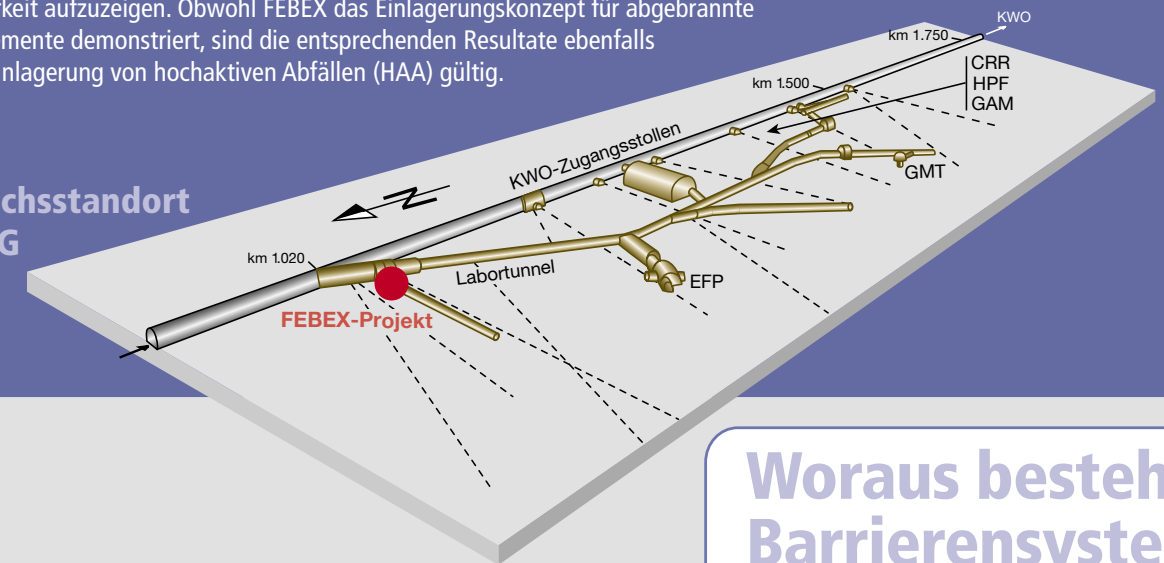 rkeit aufzuzeigen. Obwohl FEBEX das Einlagerungskonzept für abgebrannte
mente demonstriert, sind die entsprechenden Resultate ebenfalls
nlagerung von hochaktiven Abfällen (HAA) gültig.
KWO
km 1.750
CRR
HPF
GAM
km 1.500
KWO-Zugangsstollen
GMT
N
chsstandort
G
km 1.020
Labortunnel
EFP
FEBEX-Projekt
Woraus besteh
Barrierensyste